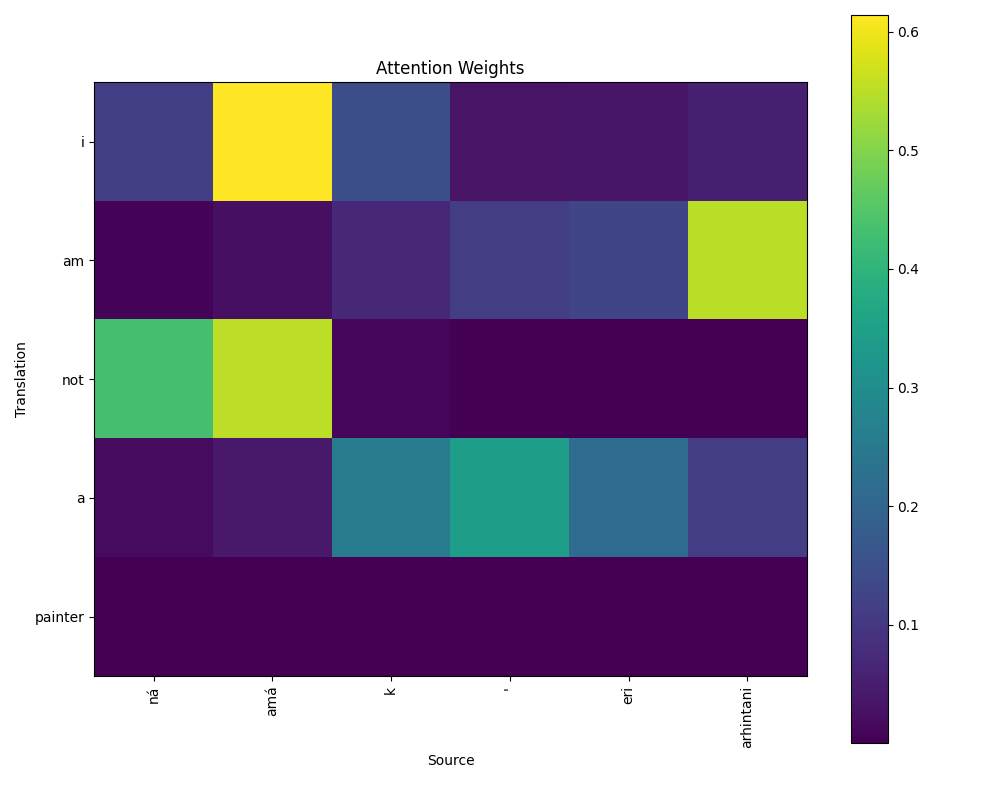 Attention Weights
i
am
not
a
painter
Translation
ná
amá
k
'
eri
arhintani
Source
0.6
0.5
0.4
0.3
0.2
0.1